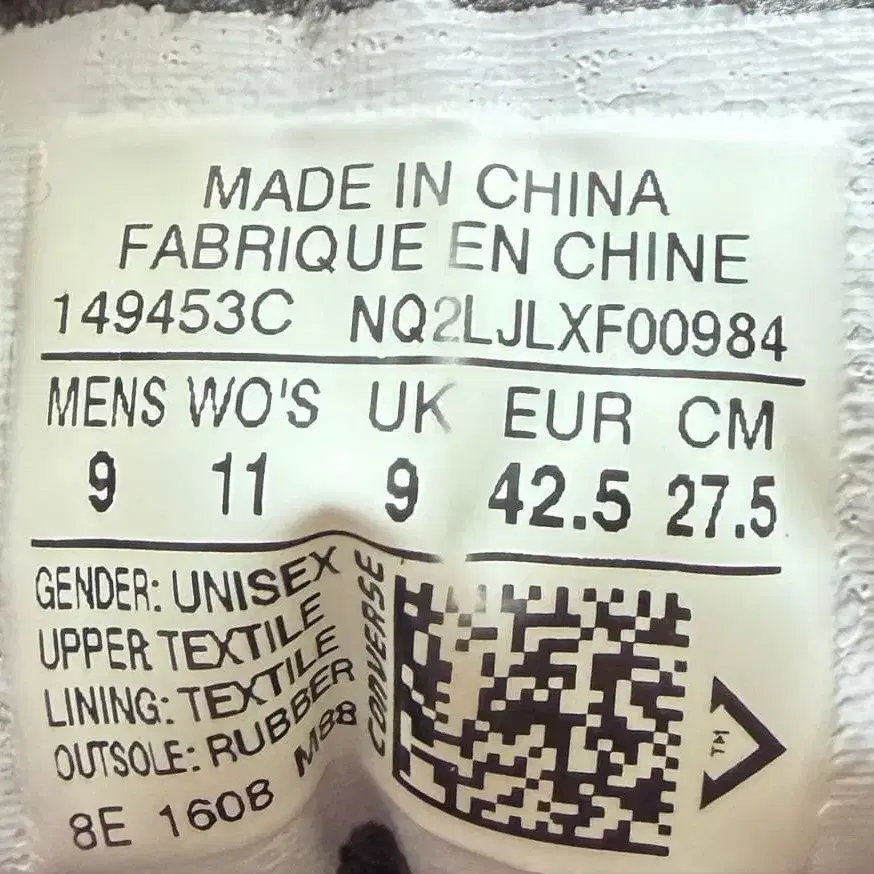 MADE IN CHINA
FABRIQUE EN CHINE
149453C NQ2LJLXF00984
MENS WO'S UK EUR CM
9 11 9 42.5 27.5
GENDER: UNISEX
UPPER TEXTILE
LINING: TEXTILE
OUTSOLE: RUBBER
8E 1608 M88
CONVERSE
TM